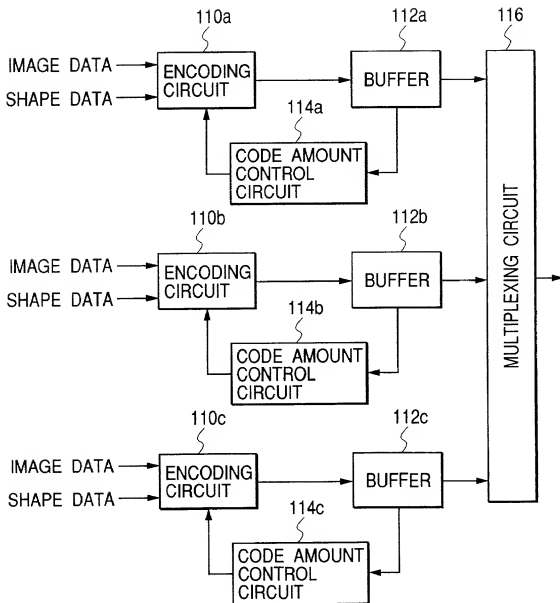 110a
112a
116
IMAGE DATA
SHAPE DATA
ENCODING
CIRCUIT
BUFFER
114a
CODE AMOUNT
CONTROL
CIRCUIT
110b
112b
IMAGE DATA
SHAPE DATA
ENCODING
CIRCUIT
BUFFER
MULTIPLEXING CIRCUIT
114b
CODE AMOUNT
CONTROL
CIRCUIT
110c
112c
IMAGE DATA
SHAPE DATA
ENCODING
CIRCUIT
BUFFER
114c
CODE AMOUNT
CONTROL
CIRCUIT